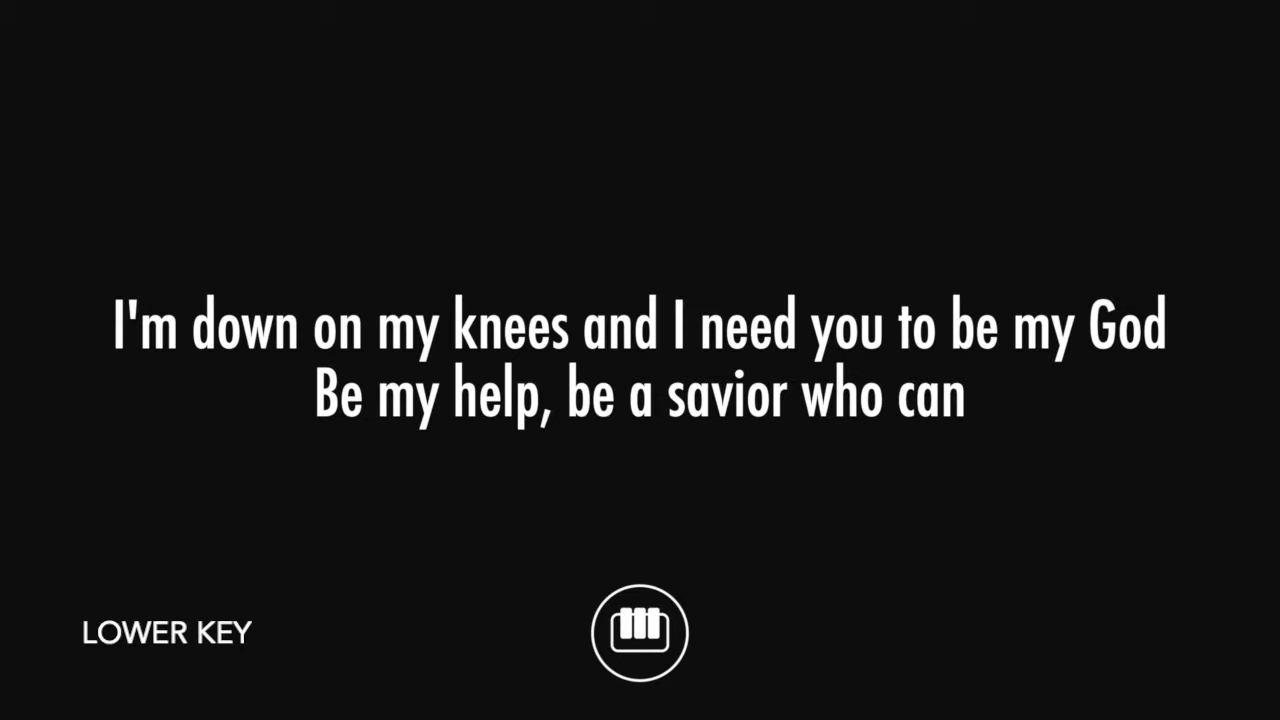 I'm down on my knees and I need you to be my God
Be my help, be a savior who can
LOWER KEY